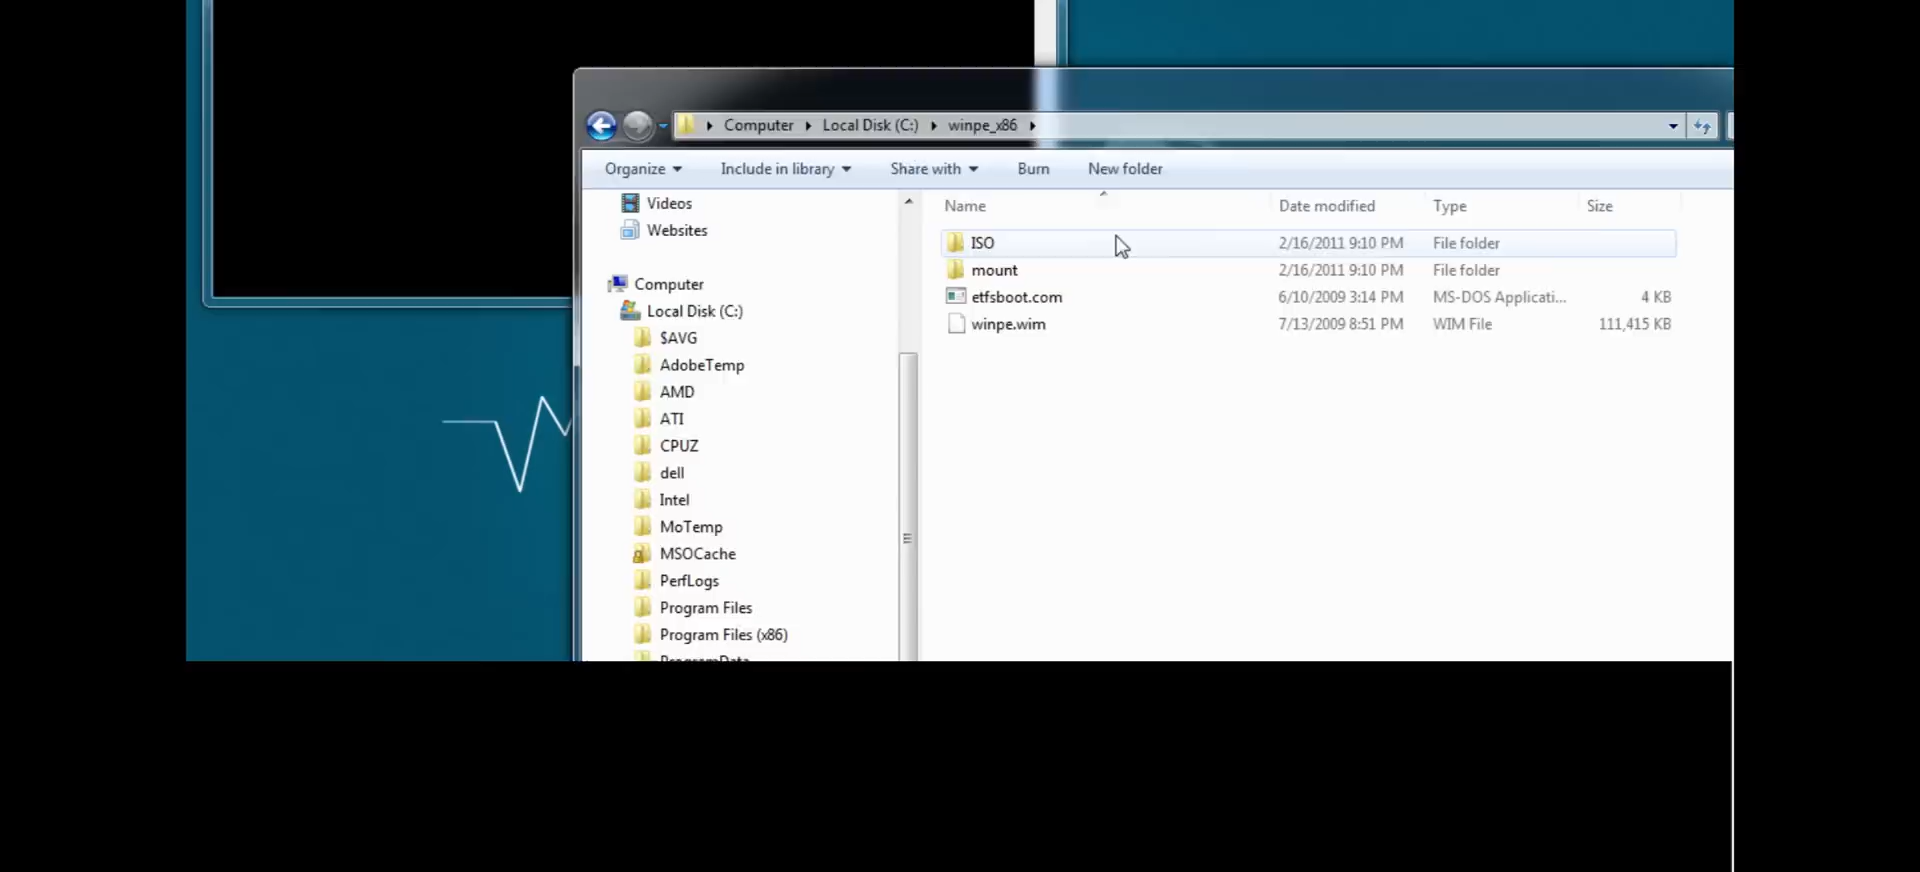 Computer Local Disk (C:) winpe_x86
Organize Include in library Share with Burn New folder
Name Date modified Type Size
Videos
Websites
Computer
Local Disk (C:)
$AVG
AdobeTemp
AMD
ATI
CPUZ
dell
Intel
MoTemp
MSOCache
PerfLogs
Program Files
Program Files (x86)
ProgramData
ISO 2/16/2011 9:10 PM File folder
mount 2/16/2011 9:10 PM File folder
etfsboot.com 6/10/2009 3:14 PM MS-DOS Applicati... 4 KB
winpe.wim 7/13/2009 8:51 PM WIM File 111,415 KB